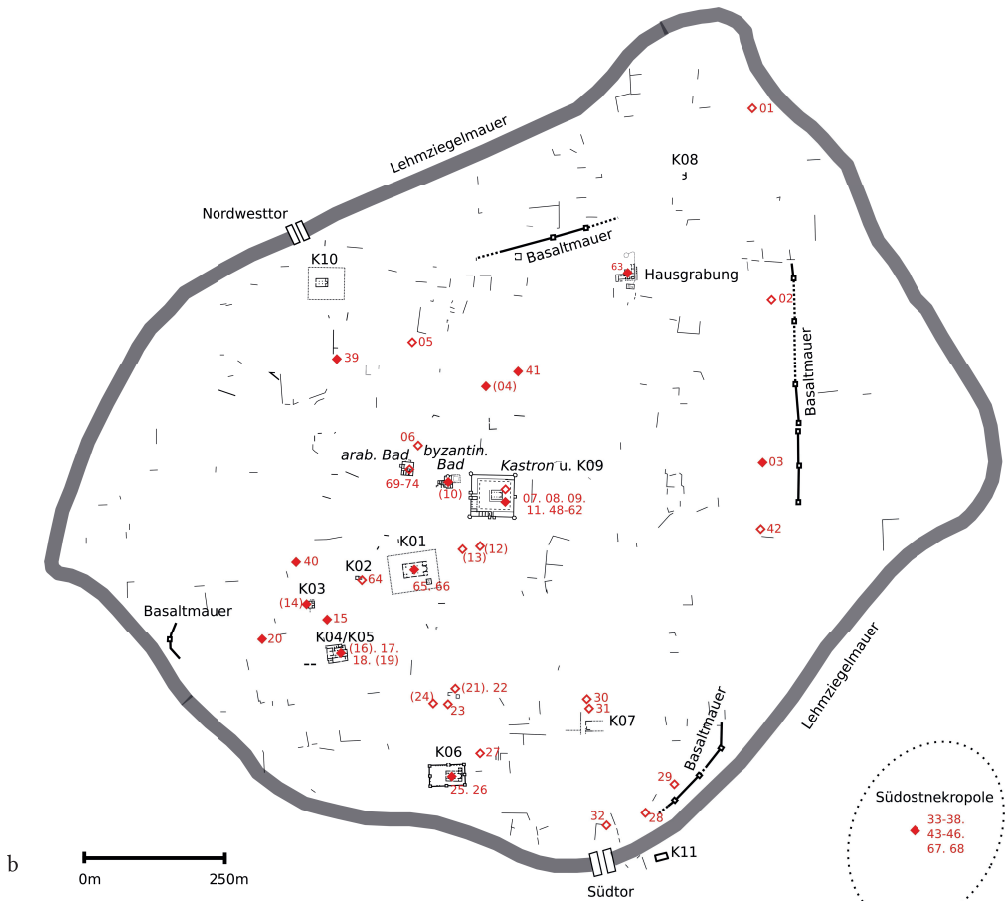 01
Lehmziegelmauer
K08
Nordwesttor
Basaltmauer
K10
63
Hausgrabung
02
05
39
41
(04)
Basaltmauer
06
arab. Bad
byzantin.
Bad
Kastron u. K09
03
69-74
(10)
07. 08. 09.
11. 48-62
42
K01
(12)
(13)
40
K02
64
65. 66
K03
(14)
Basaltmauer
15
20
K04/K05
(16). 17.
18. (19)
Lehmziegelmauer
(21). 22
(24)
23
30
31
K07
Basaltmauer
27
K06
25. 26
29
28
32
Südostnekropole
33-38.
43-46.
67. 68
K11
Südtor
b
0m
250m